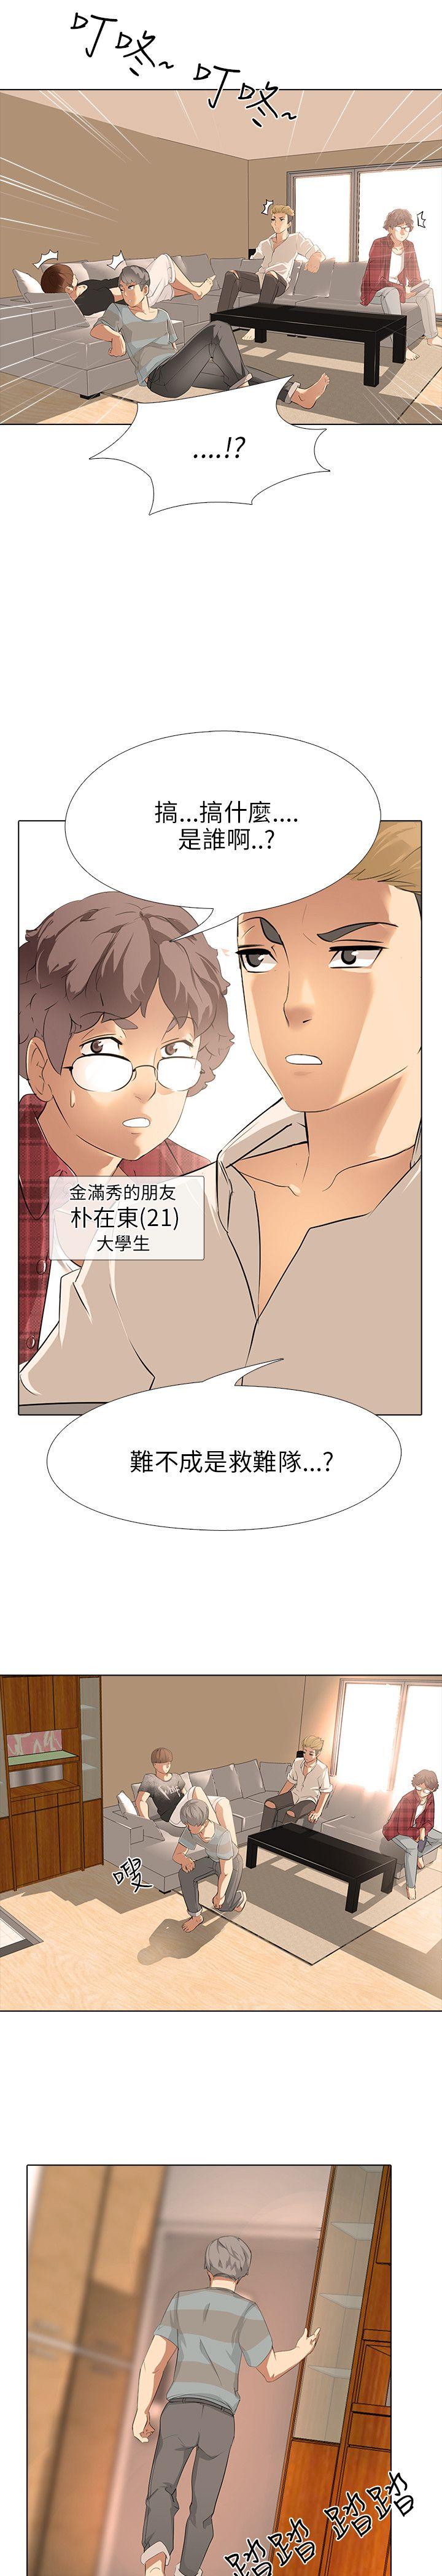 叮咚~ 叮咚~
....!?
搞...搞什麼....
是誰啊..?
金滿秀的朋友
朴在東(21)
大學生
難不成是救難隊...?
嗖
踏踏 踏踏